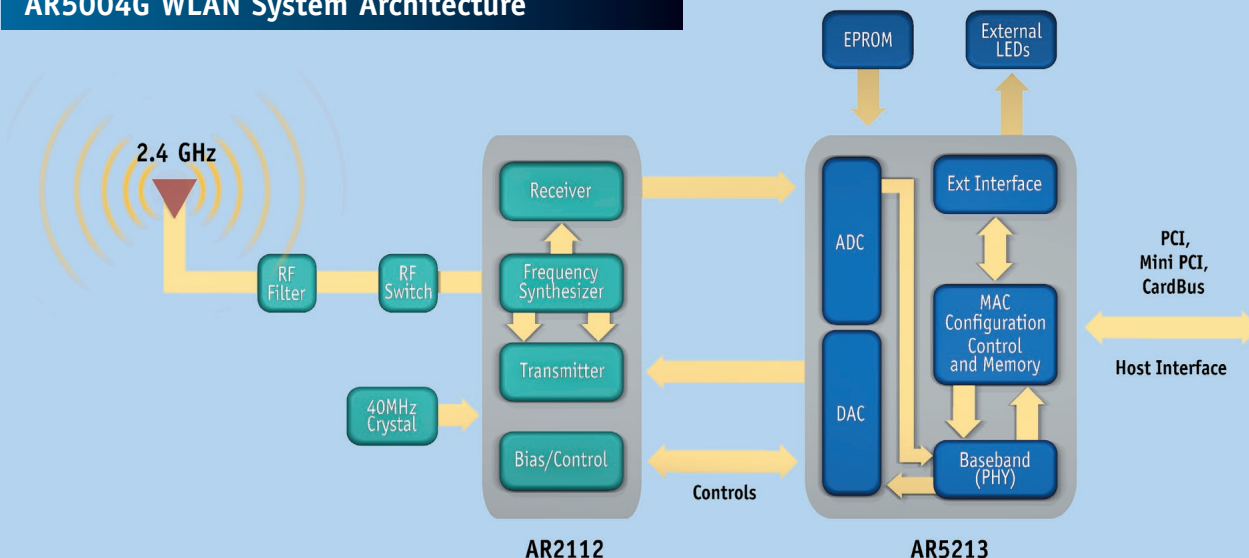 AR5004G WLAN System Architecture
EPROM
External
LEDs
2.4 GHz
Receiver
Ext Interface
ADC
RF
Filter
RF
Switch
Frequency
Synthesizer
PCI,
Mini PCI,
CardBus
MAC
Configuration
Control
and Memory
Transmitter
Host Interface
40MHz
Crystal
DAC
Bias/Control
Baseband
(PHY)
Controls
AR2112
AR5213